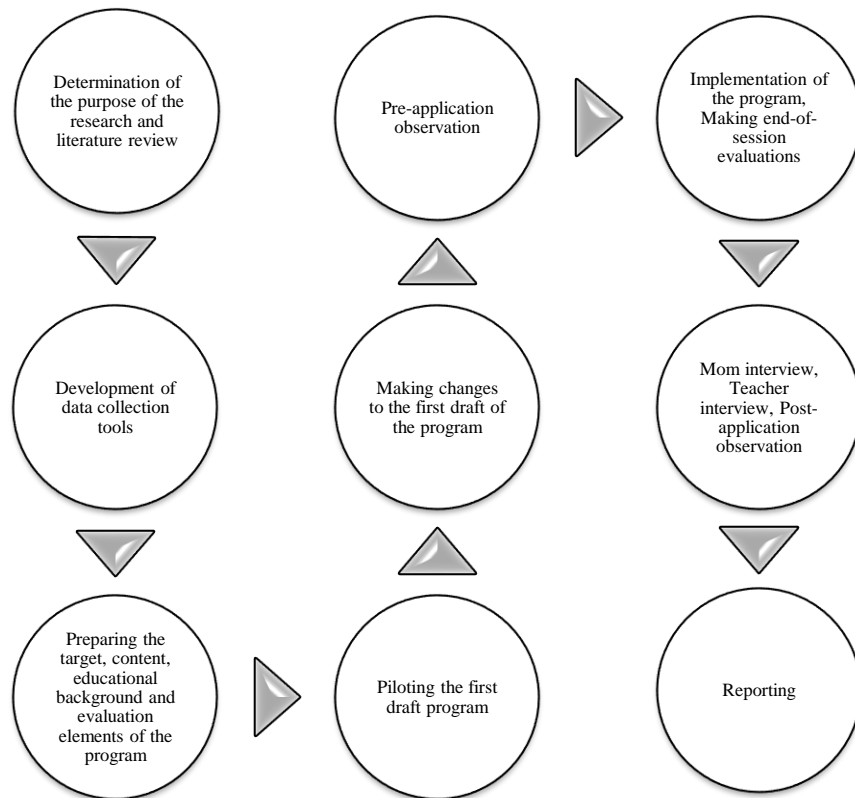 Determination of
the purpose of the
research and
literature review
Development of
data collection
tools
Preparing the
target, content,
educational
background and
evaluation
elements of the
program
Piloting the first
draft program
Making changes
to the first draft of
the program
Pre-application
observation
Implementation of
the program,
Making end-of-
session
evaluations
Mom interview,
Teacher
interview, Post-
application
observation
Reporting